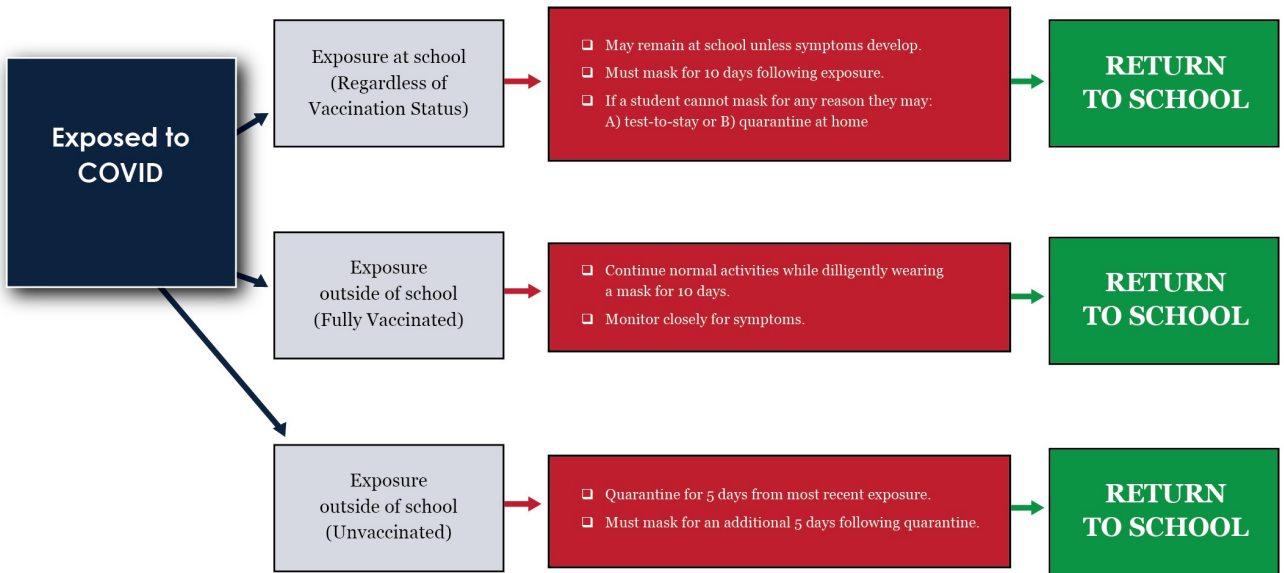 Exposed to
COVID
Exposure at school
(Regardless of
Vaccination Status)
❑ May remain at school unless symptoms develop.
❑ Must mask for 10 days following exposure.
❑ If a student cannot mask for any reason they may:
A) test-to-stay or B) quarantine at home
RETURN
TO SCHOOL
Exposure
outside of school
(Fully Vaccinated)
❑ Continue normal activities while dilligently wearing
a mask for 10 days.
❑ Monitor closely for symptoms.
RETURN
TO SCHOOL
Exposure
outside of school
(Unvaccinated)
❑ Quarantine for 5 days from most recent exposure.
❑ Must mask for an additional 5 days following quarantine.
RETURN
TO SCHOOL